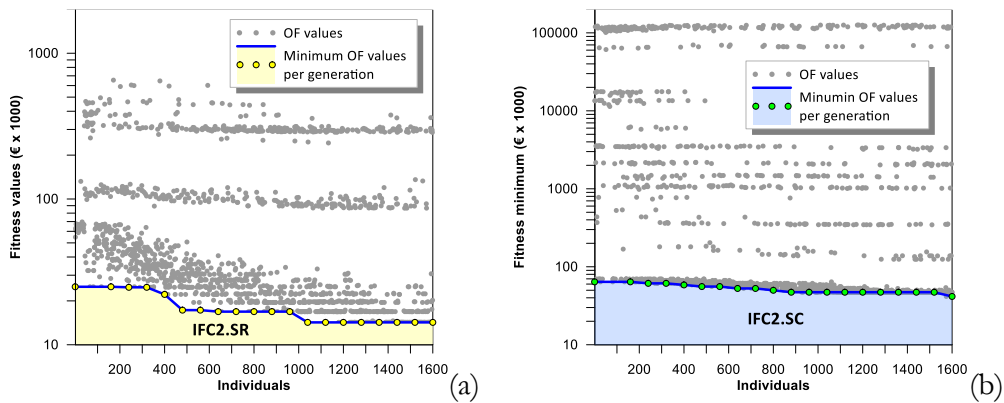 1000
100
10
Fitness values (€ x 1000)
OF values
Minimum OF values
per generation
IFC2.SR
200 400 600 800 1000 1200 1400 1600
Individuals
(a)
100000
10000
1000
100
10
Fitness minimum (€ x 1000)
OF values
Minumin OF values
per generation
IFC2.SC
200 400 600 800 1000 1200 1400 1600
Individuals
(b)